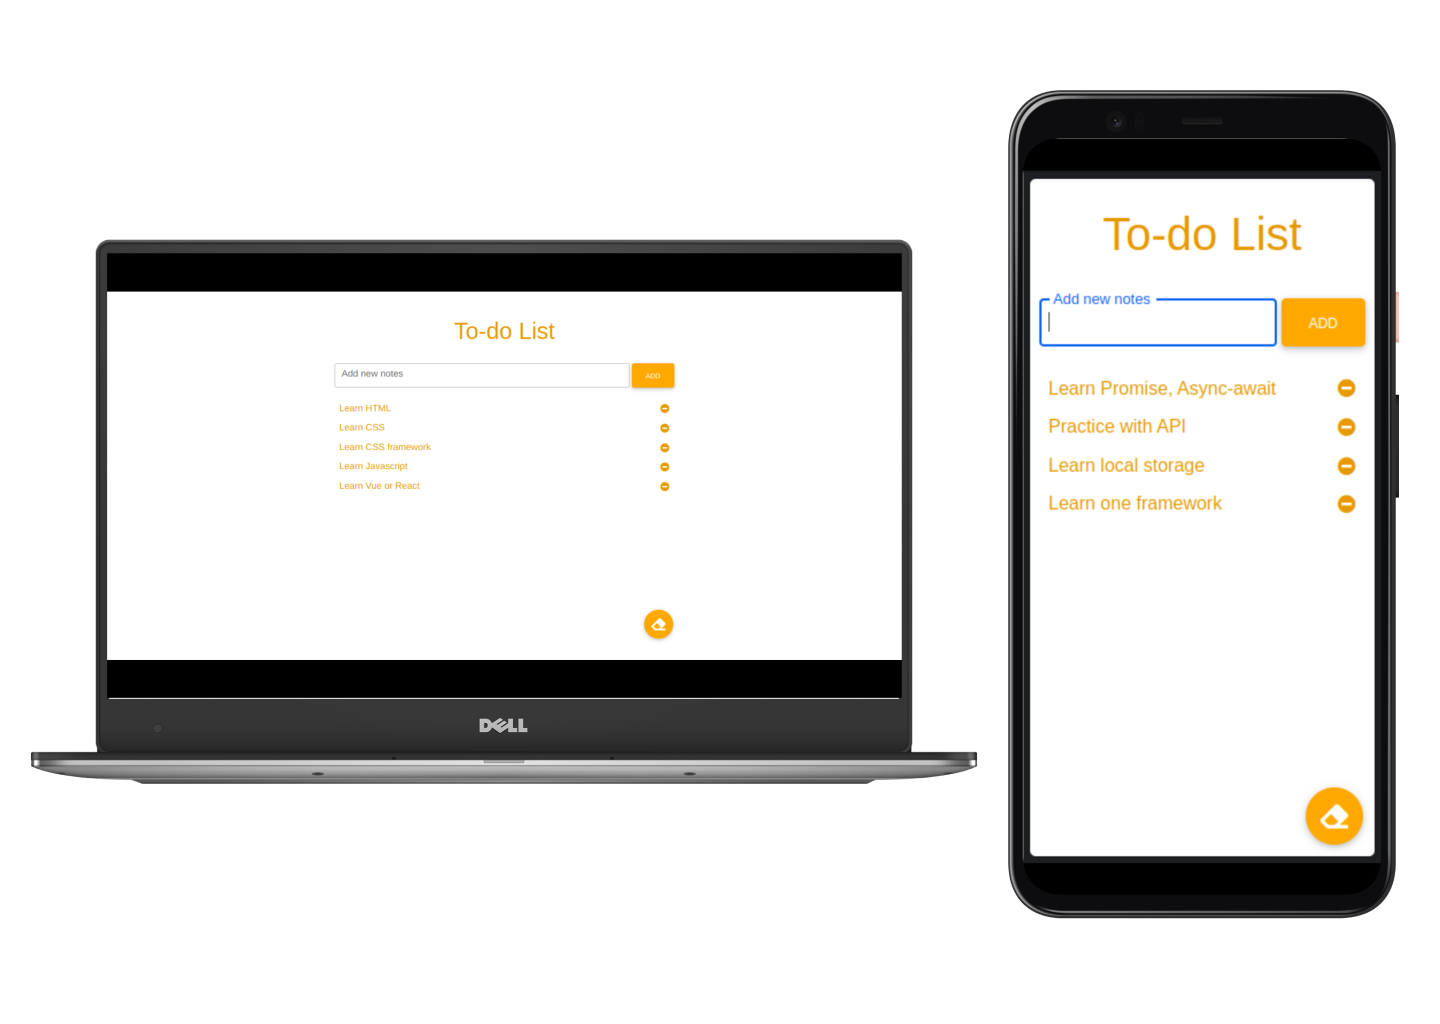 To-do List
Add new notes
ADD
Learn HTML
Learn CSS
Learn CSS framework
Learn Javascript
Learn Vue or React
DELL
To-do List
Add new notes
ADD
Learn Promise, Async-await
Practice with API
Learn local storage
Learn one framework